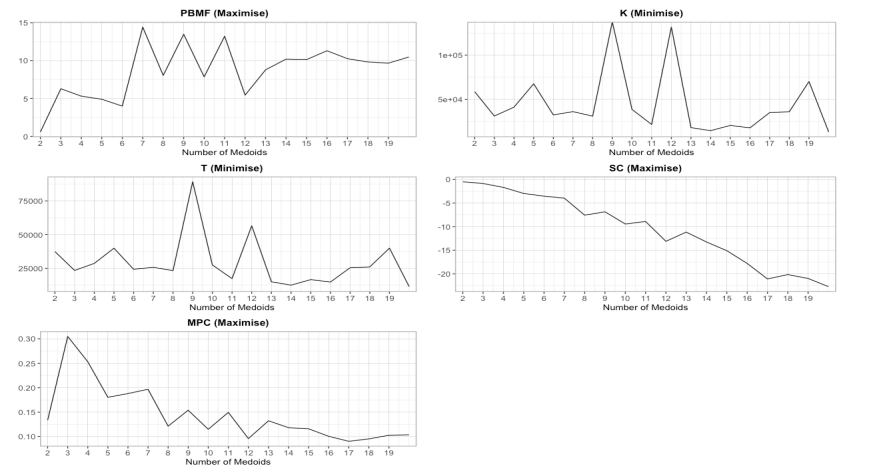 PBMF (Maximise)
15
10
5
0
2 3 4 5 6 7 8 9 10 11 12 13 14 15 16 17 18 19
Number of Medoids
K (Minimise)
1e+05
5e+04
2 3 4 5 6 7 8 9 10 11 12 13 14 15 16 17 18 19
Number of Medoids
T (Minimise)
75000
50000
25000
2 3 4 5 6 7 8 9 10 11 12 13 14 15 16 17 18 19
Number of Medoids
SC (Maximise)
0
-5
-10
-15
-20
2 3 4 5 6 7 8 9 10 11 12 13 14 15 16 17 18 19
Number of Medoids
MPC (Maximise)
0.30
0.25
0.20
0.15
0.10
2 3 4 5 6 7 8 9 10 11 12 13 14 15 16 17 18 19
Number of Medoids